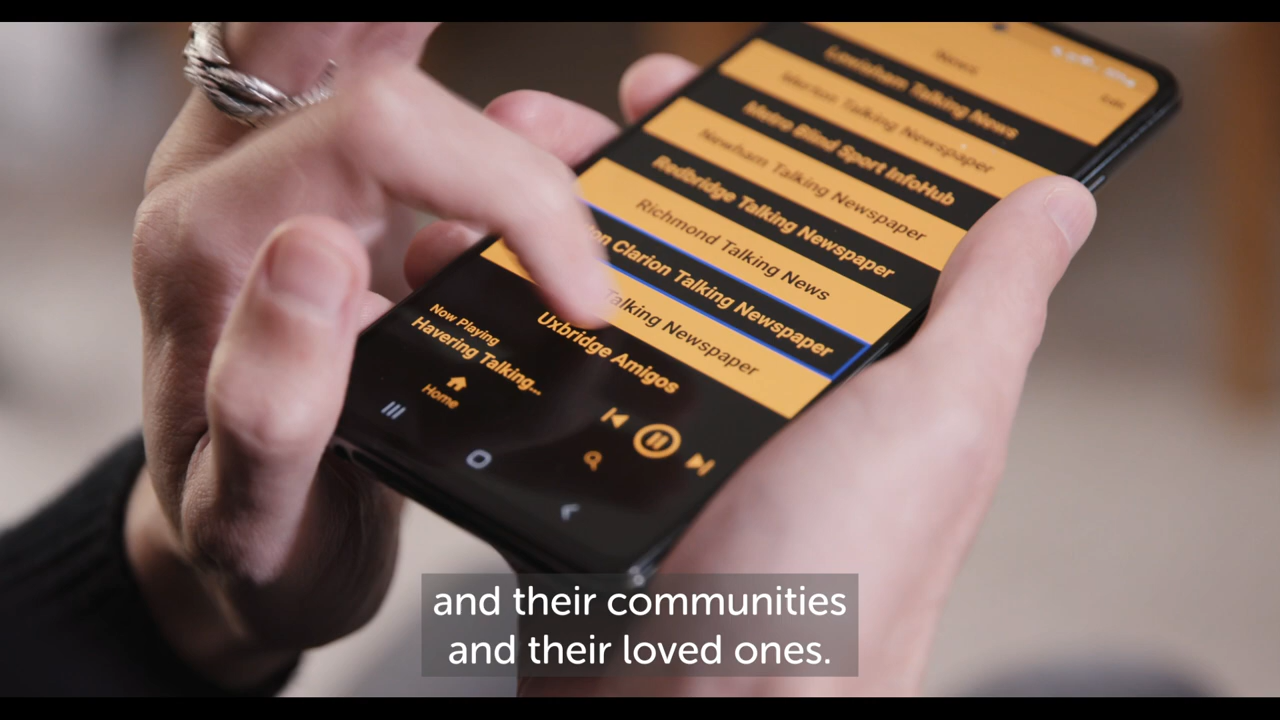 News
Edit
Lewisham Talking News
Merton Talking Newspaper
Metro Blind Sport InfoHub
Newham Talking Newspaper
Redbridge Talking Newspaper
Richmond Talking News
Clarion Talking Newspaper
Talking Newspaper
Uxbridge Amigos
Now Playing
Havering Talking...
Home
and their communities
and their loved ones.